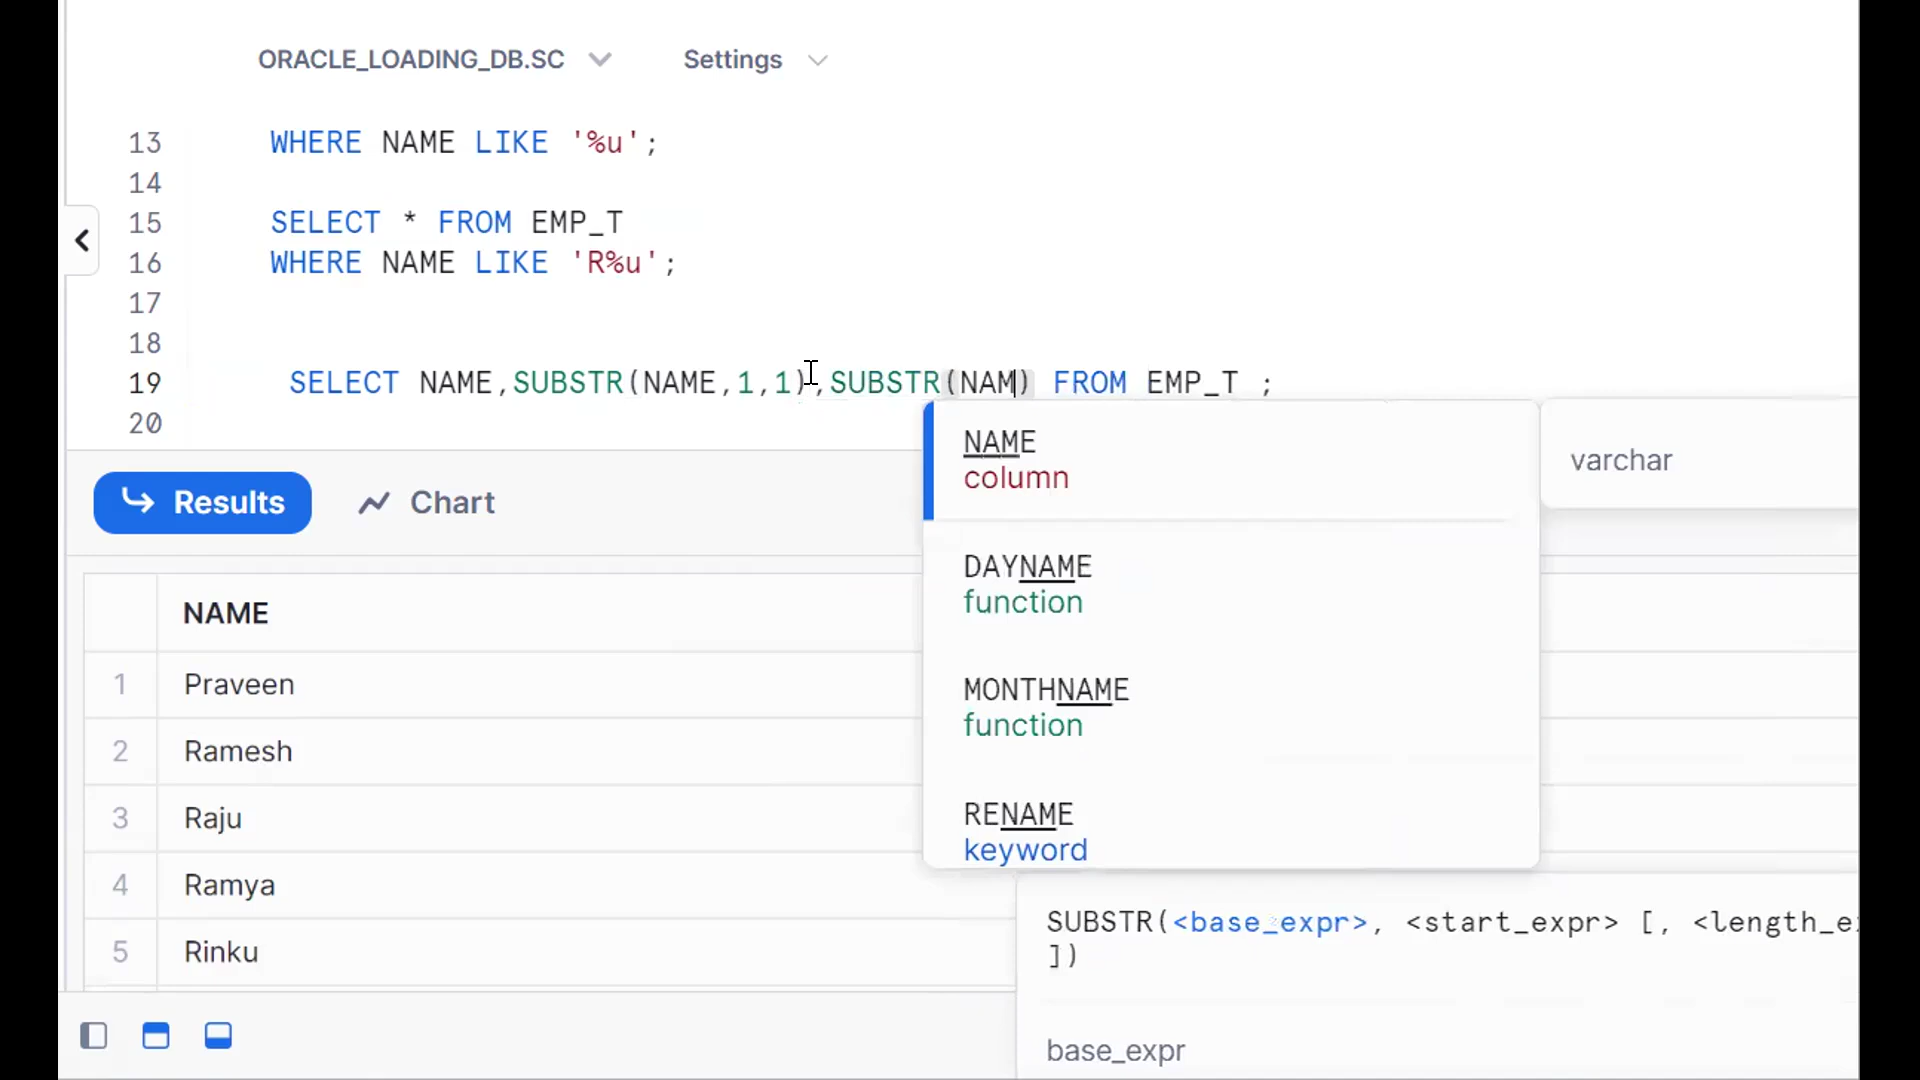 ORACLE_LOADING_DB.SC Settings
13 WHERE NAME LIKE '%u';
14
15 SELECT * FROM EMP_T
16 WHERE NAME LIKE 'R%u';
17
18
19 SELECT NAME,SUBSTR(NAME,1,1),SUBSTR(NAM) FROM EMP_T ;
20
NAME
column
varchar
DAYNAME
function
MONTHNAME
function
RENAME
keyword
SUBSTR(<base_expr>, <start_expr> [, <length_e
])
base_expr
Results Chart
NAME
1 Praveen
2 Ramesh
3 Raju
4 Ramya
5 Rinku